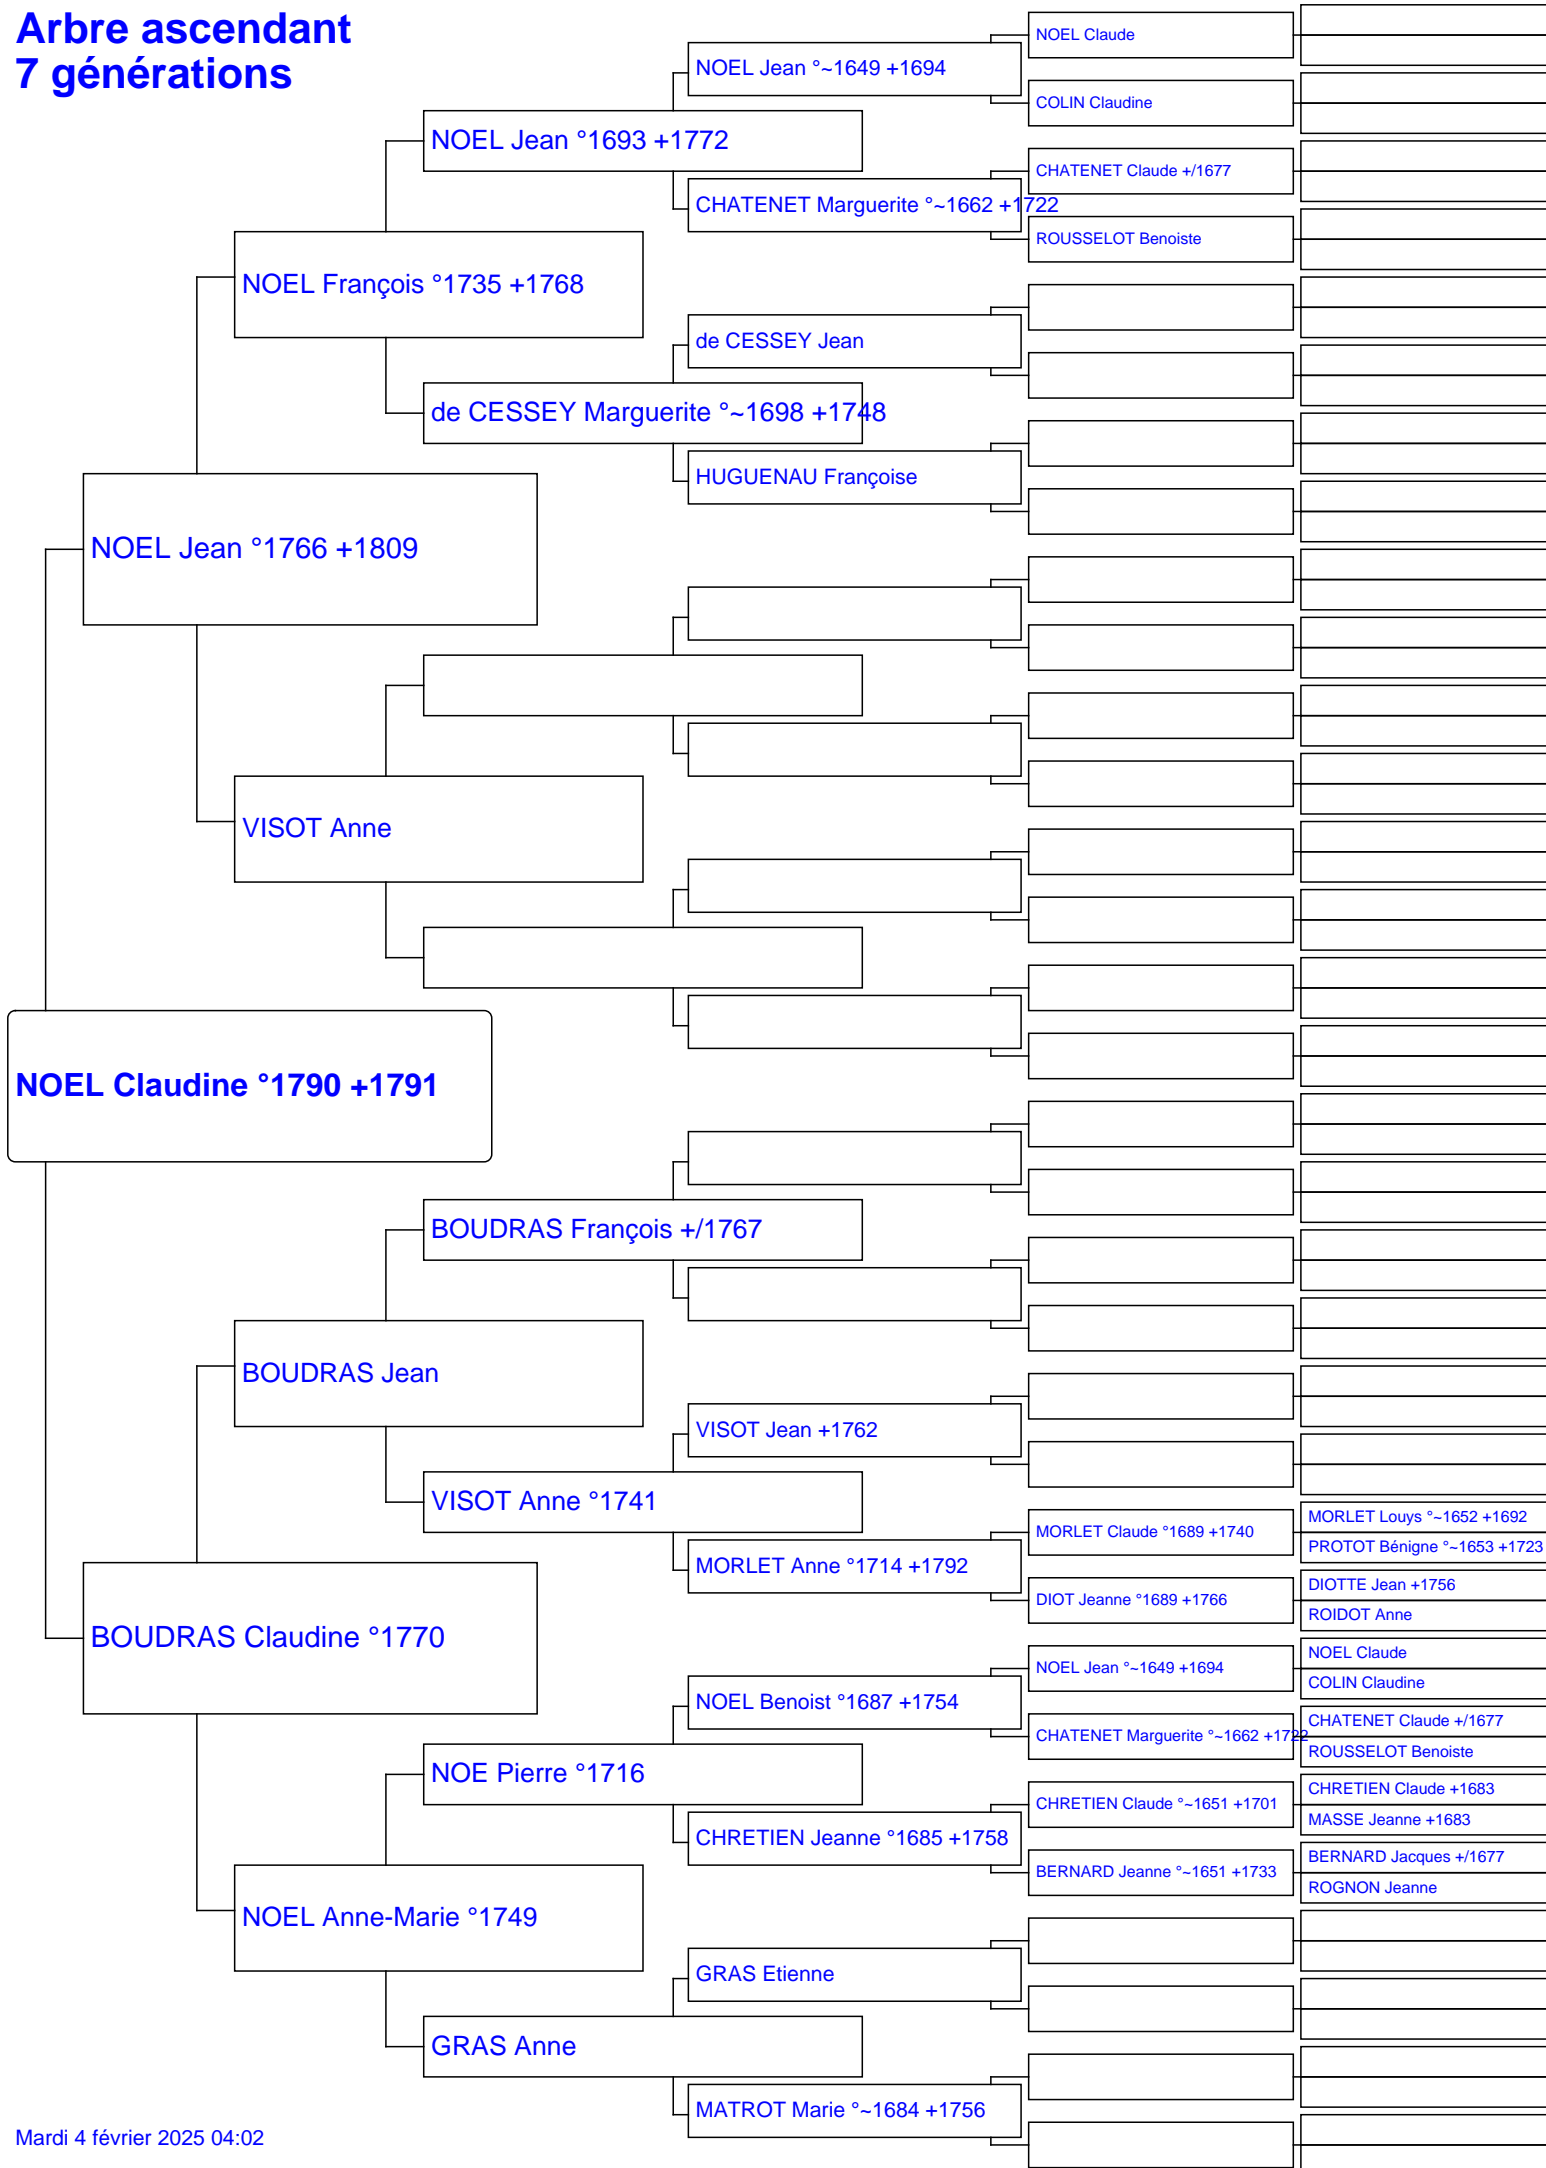 Arbre ascendant
7 générations
NOEL Claude
NOEL Jean °~1649 +1694
COLIN Claudine
NOEL Jean °1693 +1772
CHATENET Claude +/1677
CHATENET Marguerite °~1662 +1722
ROUSSELOT Benoiste
NOEL François °1735 +1768
de CESSEY Jean
de CESSEY Marguerite °~1698 +1748
HUGUENAU Françoise
NOEL Jean °1766 +1809
VISOT Anne
NOEL Claudine °1790 +1791
BOUDRAS François +/1767
BOUDRAS Jean
VISOT Jean +1762
VISOT Anne °1741
MORLET Louys °~1652 +1692
MORLET Claude °1689 +1740
PROTOT Bénigne °~1653 +1723
MORLET Anne °1714 +1792
DIOTTE Jean +1756
DIOT Jeanne °1689 +1766
ROIDOT Anne
BOUDRAS Claudine °1770
NOEL Claude
NOEL Jean °~1649 +1694
COLIN Claudine
NOEL Benoist °1687 +1754
CHATENET Claude +/1677
CHATENET Marguerite °~1662 +1722
ROUSSELOT Benoiste
NOE Pierre °1716
CHRETIEN Claude +1683
CHRETIEN Claude °~1651 +1701
MASSE Jeanne +1683
CHRETIEN Jeanne °1685 +1758
BERNARD Jacques +/1677
BERNARD Jeanne °~1651 +1733
ROGNON Jeanne
NOEL Anne-Marie °1749
GRAS Etienne
GRAS Anne
MATROT Marie °~1684 +1756
Mardi 4 février 2025 04:02